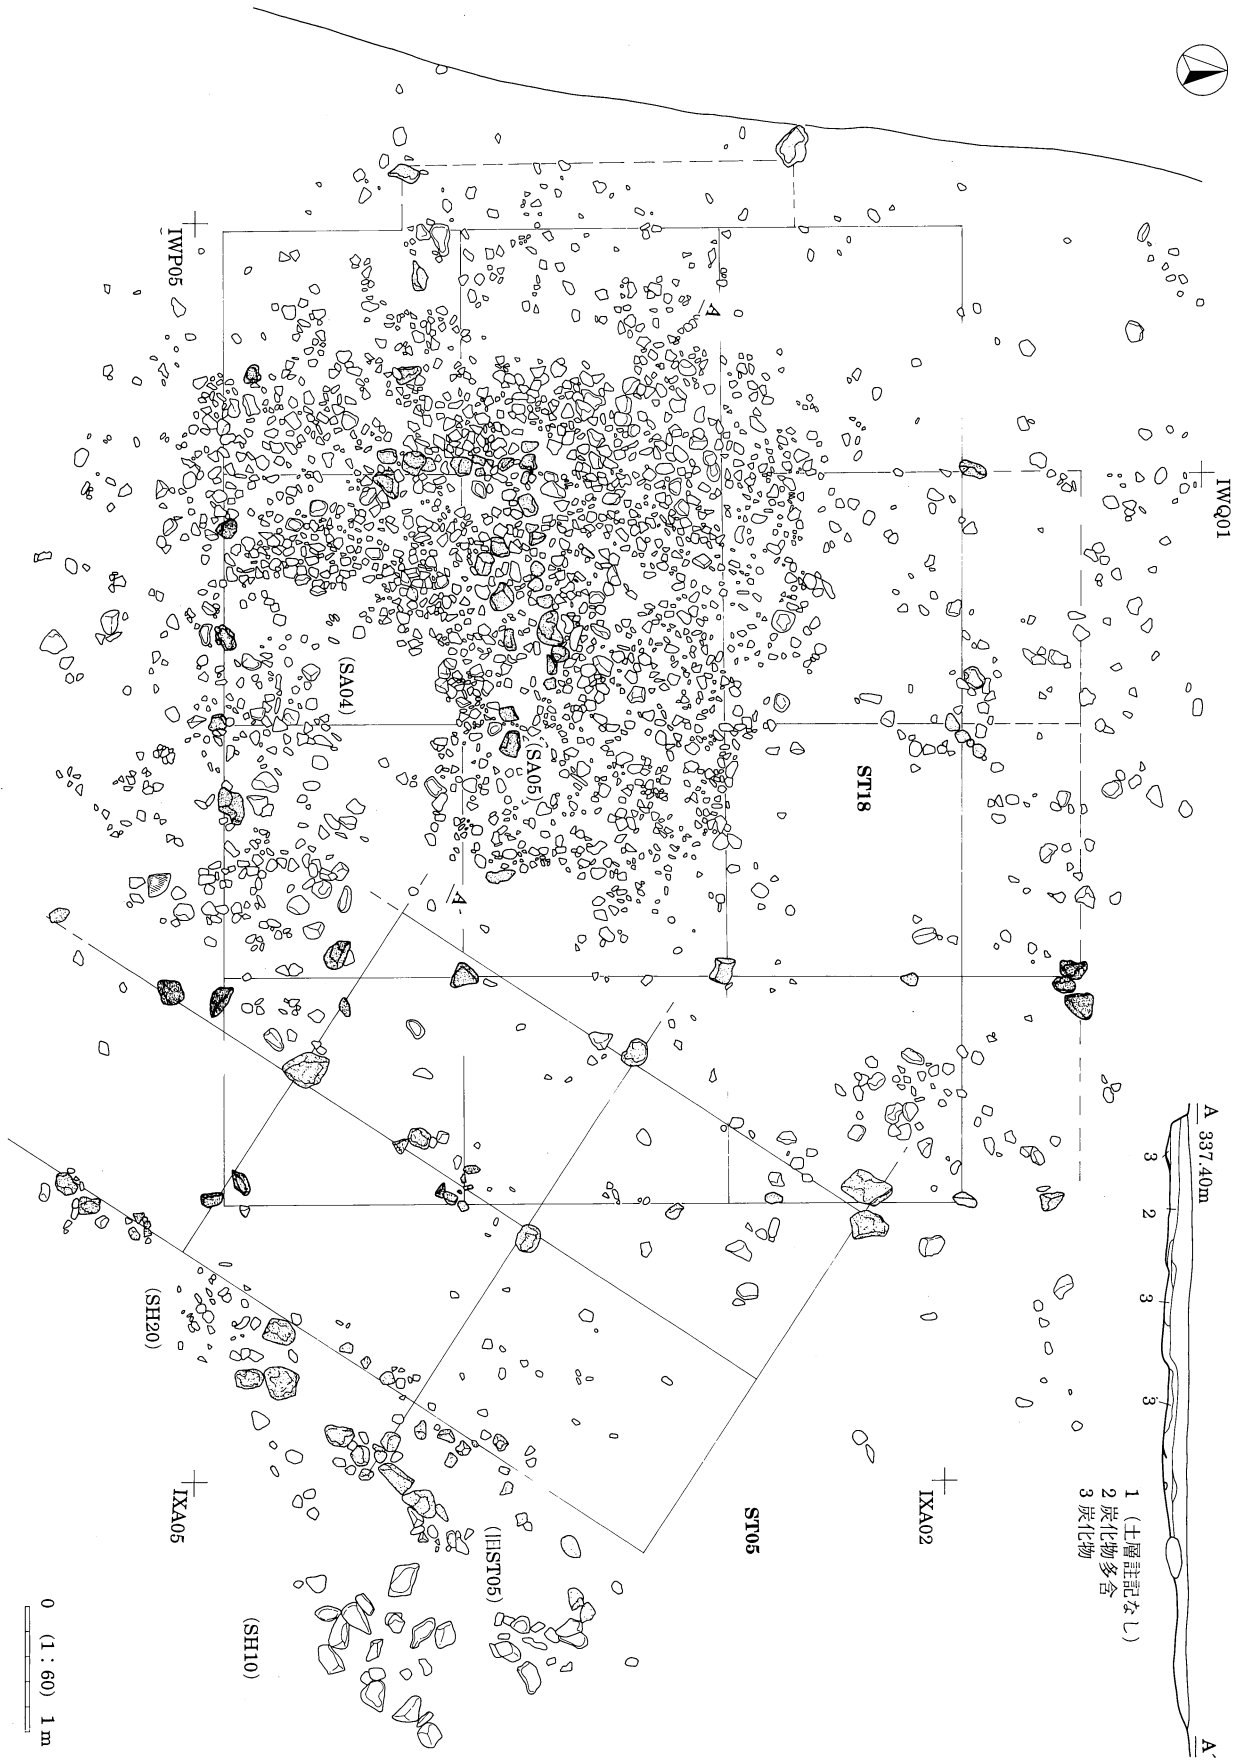 IWQ01
IWP05
A
(SA04)
(SA05)
ST18
A′
A 337.40m A′
3
2
3
3
1 (土層註記なし)
2 炭化物多含
3 炭化物
(SH20)
IXA05
IXA02
ST05
(旧ST05)
(SH10)
0 (1：60) 1m